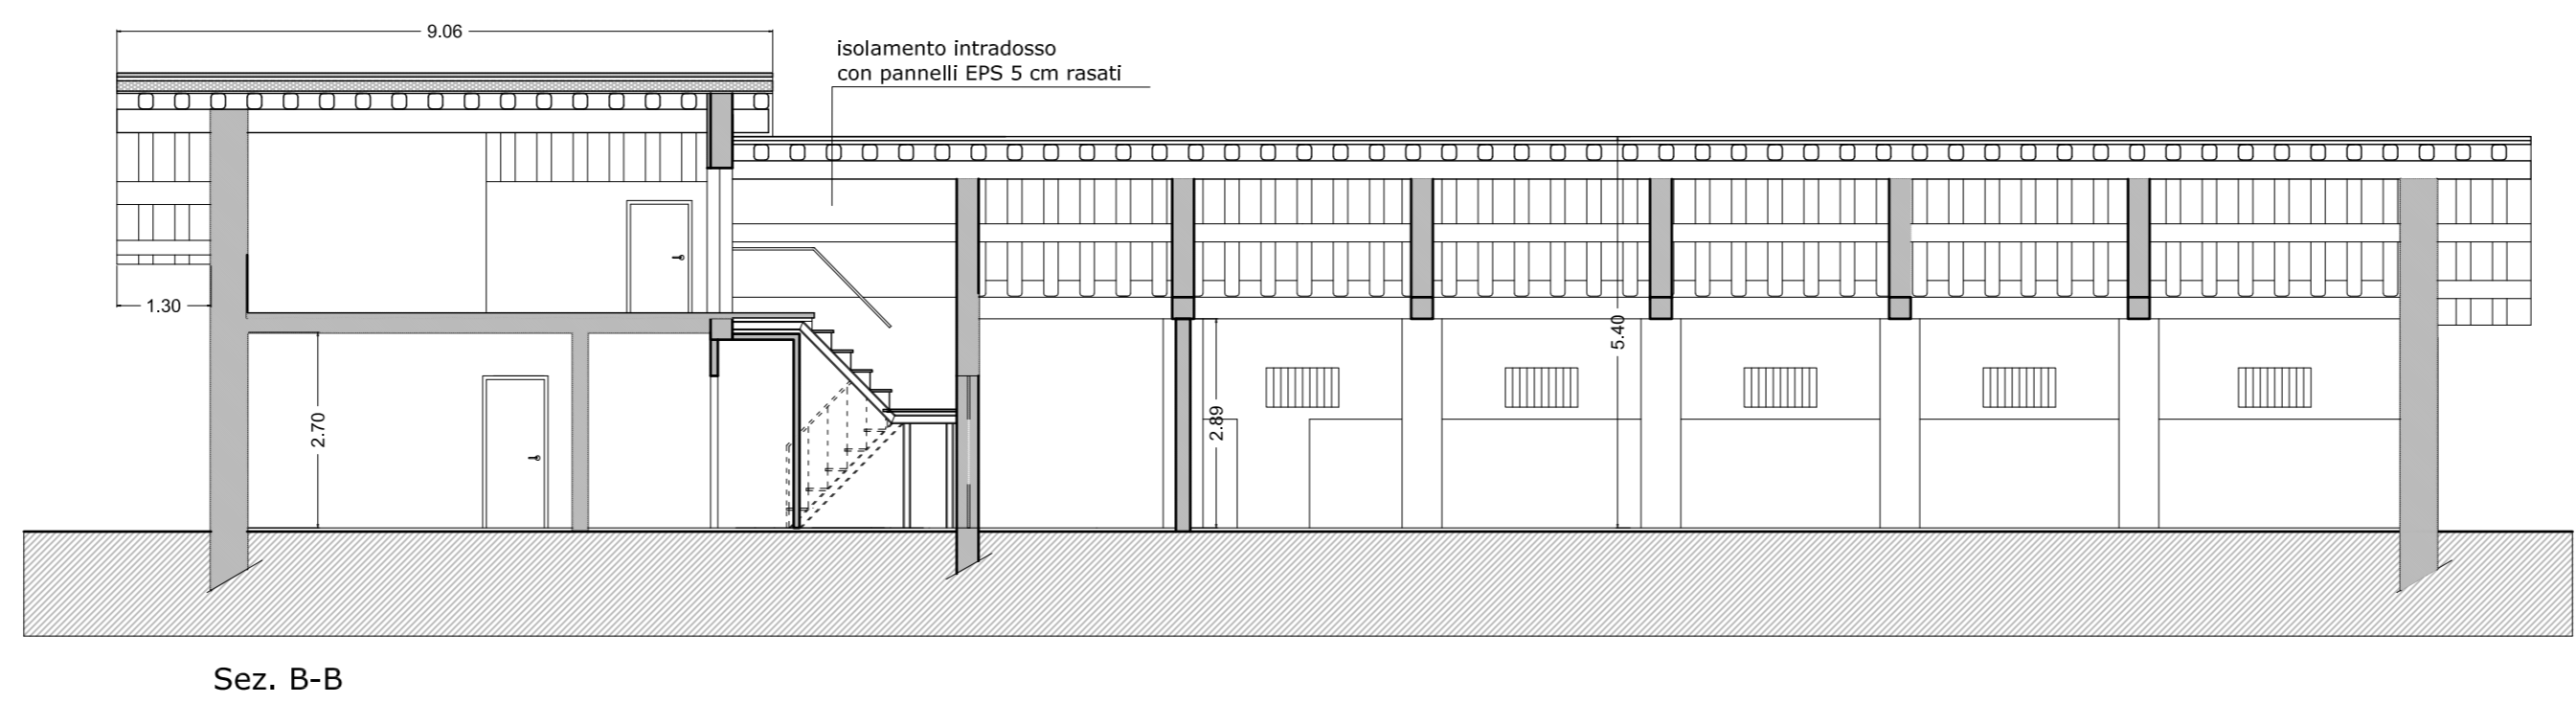 9.06
isolamento intradosso
con pannelli EPS 5 cm rasati
1.30
5.40
2.70
2.89
Sez. B-B